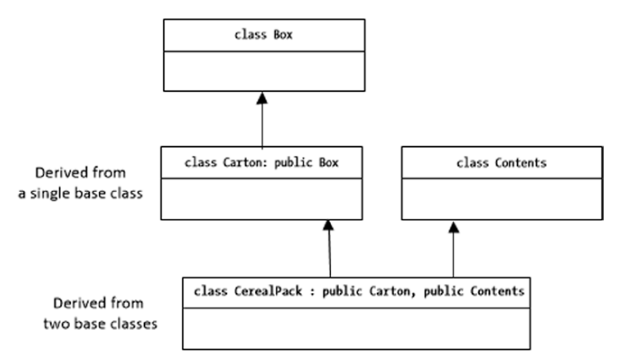 class Box
Derived from
a single base class
class Carton: public Box
class Contents
Derived from
two base classes
class CerealPack : public Carton, public Contents